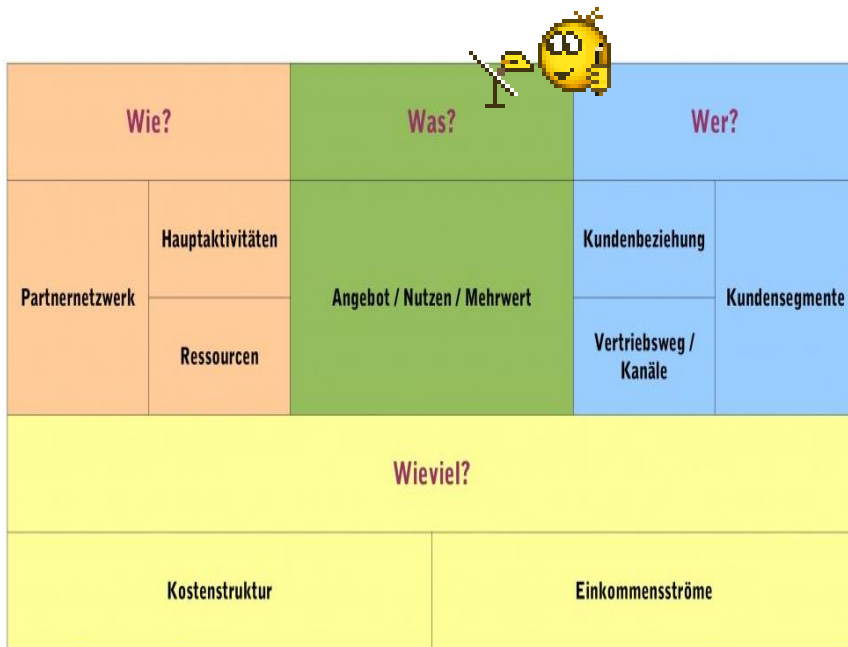 Wie?
Was?
Wer?
Partnernetzwerk
Hauptaktivitäten
Ressourcen
Angebot / Nutzen / Mehrwert
Kundenbeziehung
Vertriebsweg /
Kanäle
Kundensegmente
Wieviel?
Kostenstruktur
Einkommensströme